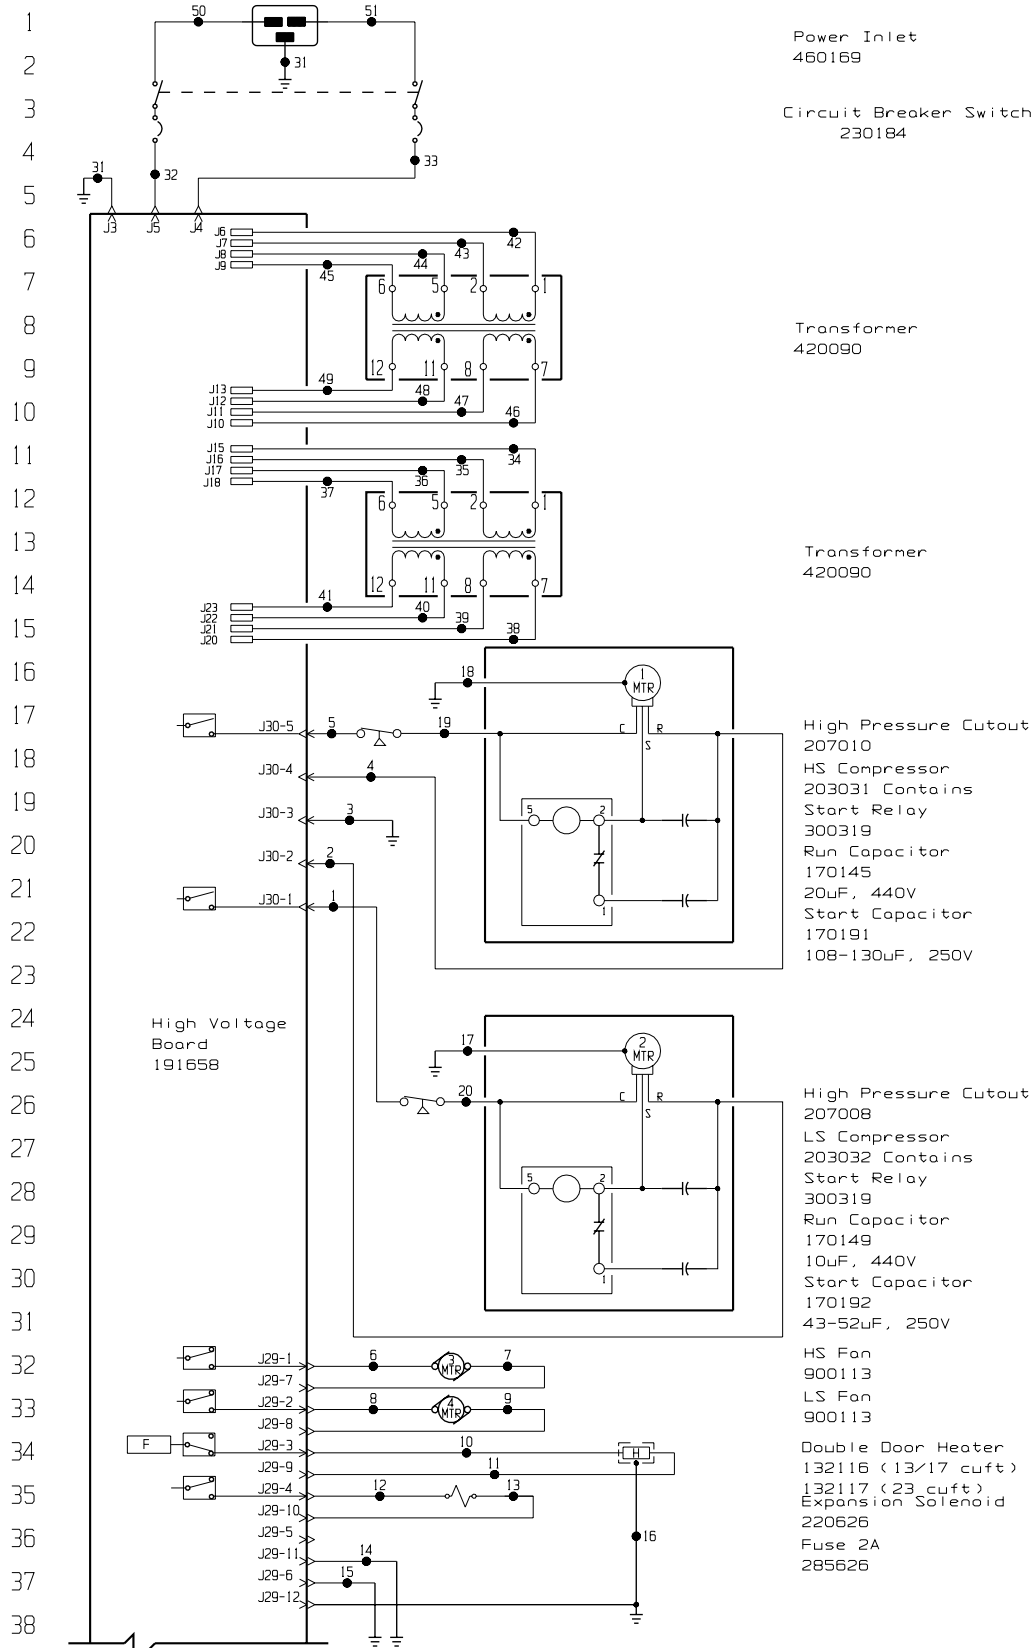 1
50
51
Power Inlet
460169
2
31
3
Circuit Breaker Switch
230184
4
33
31
32
5
J3
J5
J4
6
J6
42
J7
43
J8
44
J9
45
7
6
5
2
1
8
Transformer
420090
9
12
11
8
7
J13
49
J12
48
10
J11
47
J10
46
11
J15
34
J16
35
J17
36
J18
37
12
6
5
2
1
13
Transformer
420090
14
12
11
8
7
J23
41
J22
40
15
J21
39
J20
38
16
18
1
MTR
17
J30-5
5
19
C
R
S
High Pressure Cutout
207010
18
J30-4
4
HS Compressor
203031 Contains
19
J30-3
3
5
2
Start Relay
300319
20
J30-2
2
Run Capacitor
170145
21
J30-1
1
1
20uF, 440V
Start Capacitor
22
170191
108-130uF, 250V
23
24
High Voltage
Board
191658
17
2
MTR
25
26
20
C
R
S
High Pressure Cutout
207008
27
LS Compressor
203032 Contains
28
5
2
Start Relay
300319
29
Run Capacitor
170149
30
1
10uF, 440V
Start Capacitor
170192
31
43-52uF, 250V
32
J29-1
6
3
MTR
7
HS Fan
900113
J29-7
33
J29-2
8
4
MTR
9
LS Fan
900113
J29-8
34
F
J29-3
10
H
Double Door Heater
132116 (13/17 cuft)
J29-9
11
132117 (23 cuft)
35
J29-4
12
13
Expansion Solenoid
220626
J29-10
36
J29-5
16
Fuse 2A
285626
J29-11
14
37
J29-6
15
J29-12
38